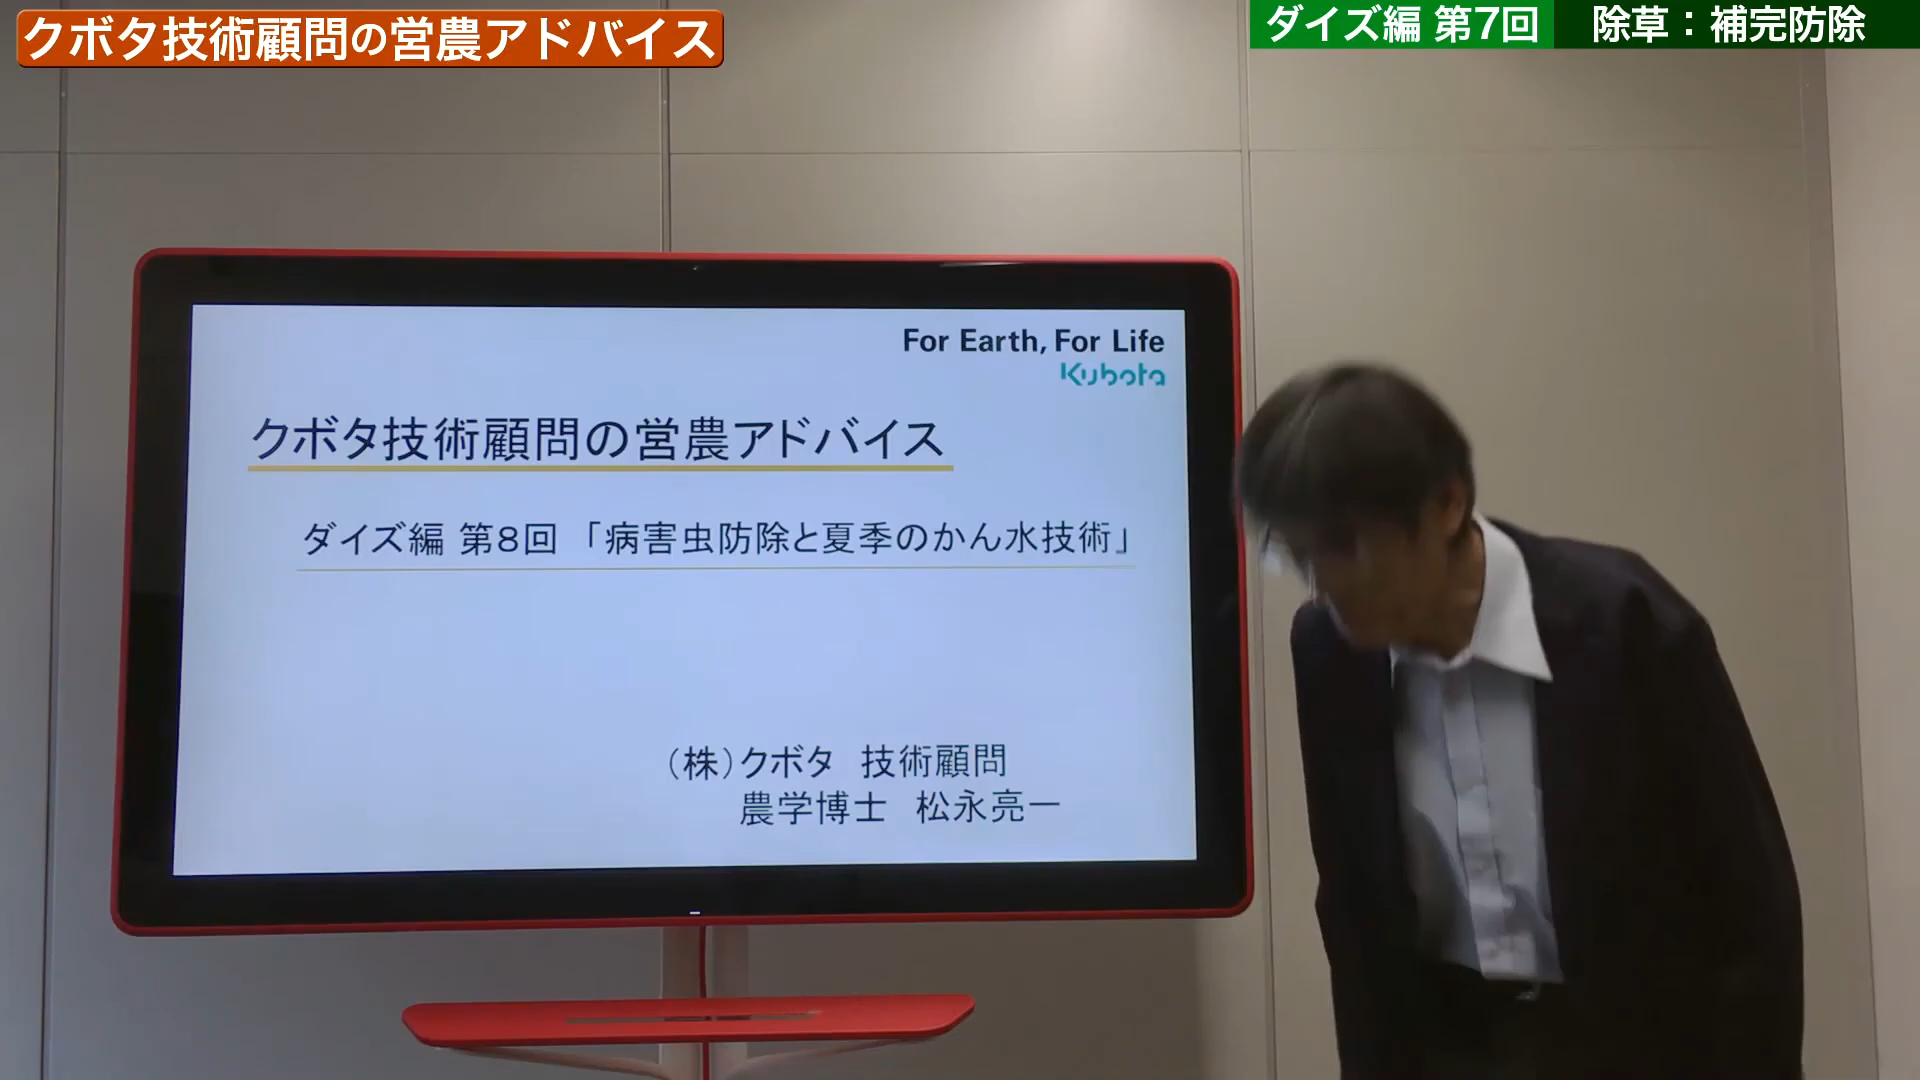 クボタ技術顧問の営農アドバイス
ダイズ編 第7回 除草：補完防除
For Earth, For Life
Kubota
クボタ技術顧問の営農アドバイス
ダイズ編 第8回 「病害虫防除と夏季のかん水技術」
（株）クボタ 技術顧問
農学博士 松永亮一